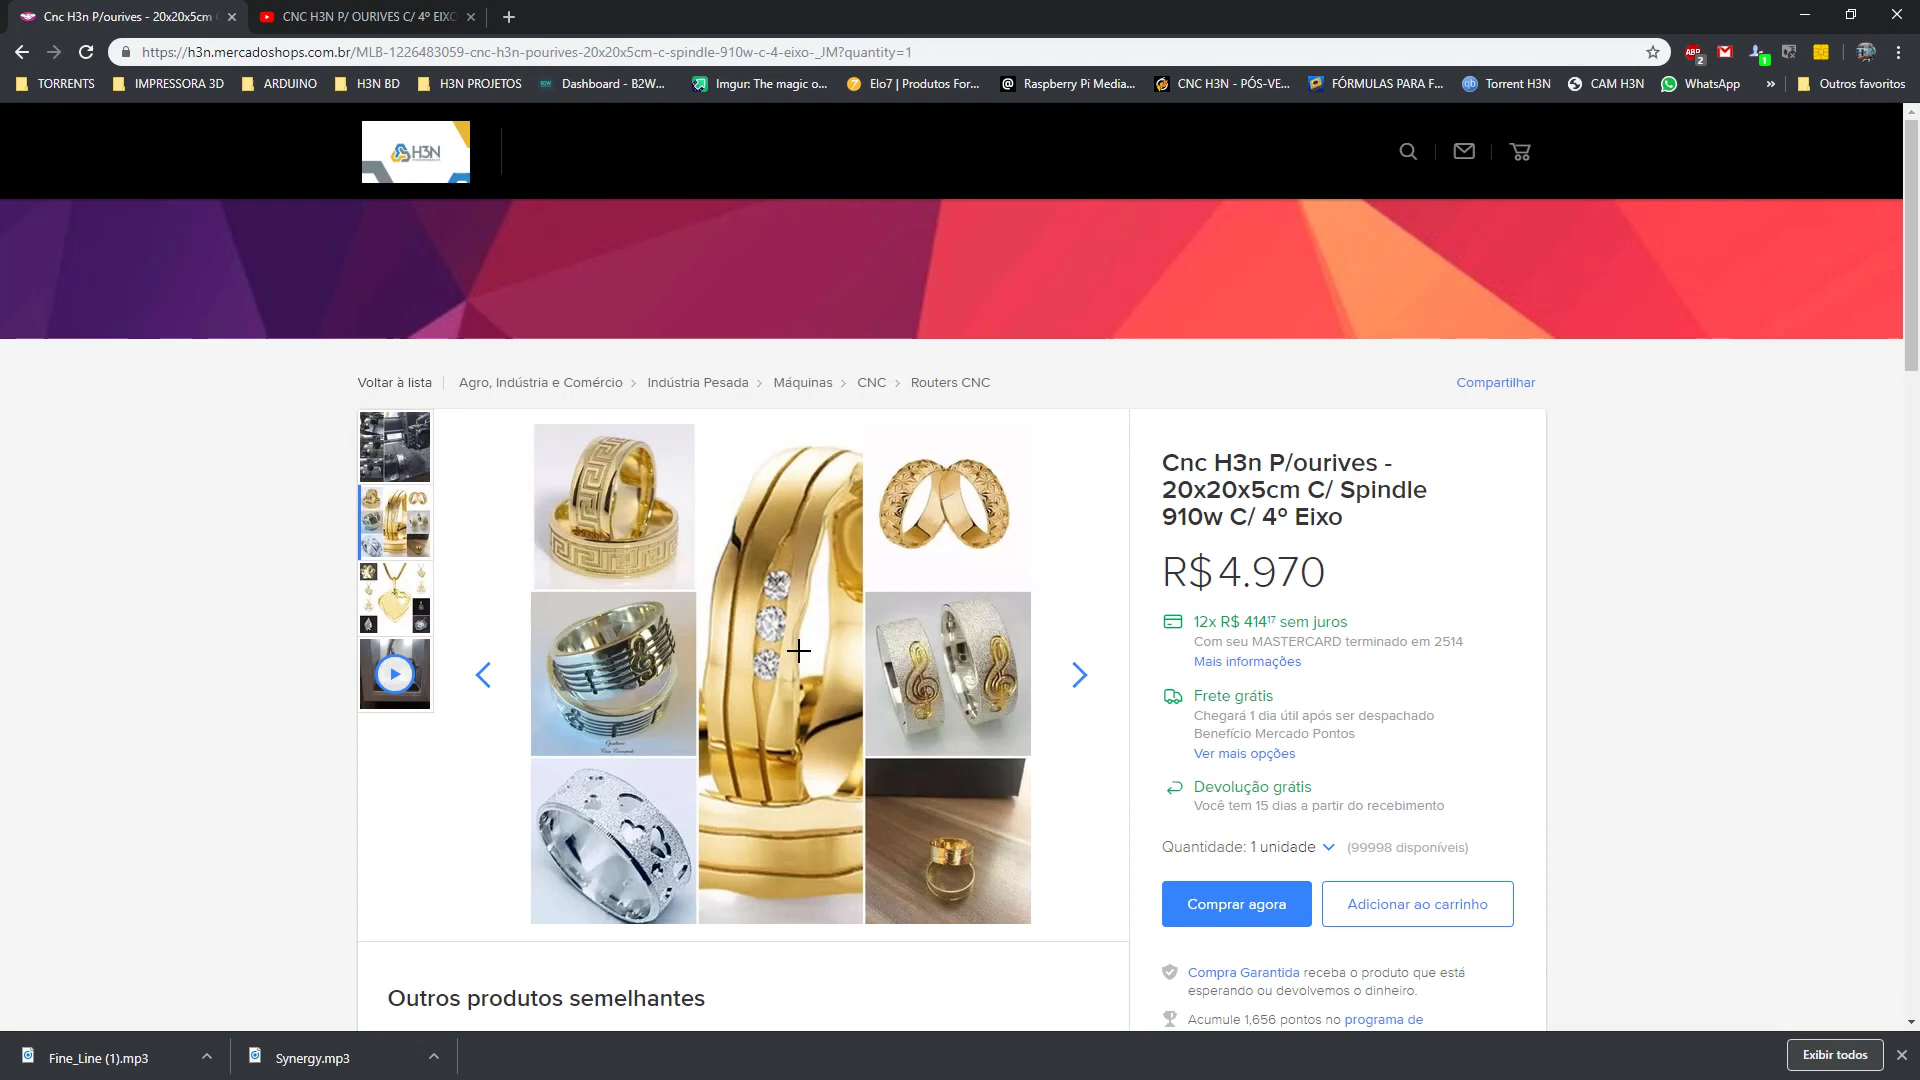 Cnc H3n P/ourives - 20x20x5cm
CNC H3N P/ OURIVES C/ 4º EIXO
https://h3n.mercadoshops.com.br/MLB-1226483059-cnc-h3n-pourives-20x20x5cm-c-spindle-910w-c-4-eixo-_JM?quantity=1
ABP
2
1
TORRENTS
IMPRESSORA 3D
ARDUINO
H3N BD
H3N PROJETOS
Dashboard - B2W...
Imgur: The magic o...
Elo7 | Produtos For...
Raspberry Pi Media...
CNC H3N - PÓS-VE...
FÓRMULAS PARA F...
Torrent H3N
CAM H3N
WhatsApp
»
Outros favoritos
H3N
Voltar à lista
Agro, Indústria e Comércio
Indústria Pesada
Máquinas
CNC
Routers CNC
Compartilhar
Cnc H3n P/ourives -
20x20x5cm C/ Spindle
910w C/ 4º Eixo
R$ 4.970
12x R$ 414¹⁷ sem juros
Com seu MASTERCARD terminado em 2514
Mais informações
Frete grátis
Chegará 1 dia útil após ser despachado
Benefício Mercado Pontos
Ver mais opções
Devolução grátis
Você tem 15 dias a partir do recebimento
Quantidade: 1 unidade
(99998 disponíveis)
Comprar agora
Adicionar ao carrinho
Compra Garantida receba o produto que está
esperando ou devolvemos o dinheiro.
Acumule 1,656 pontos no programa de
Outros produtos semelhantes
Fine_Line (1).mp3
Synergy.mp3
Exibir todos